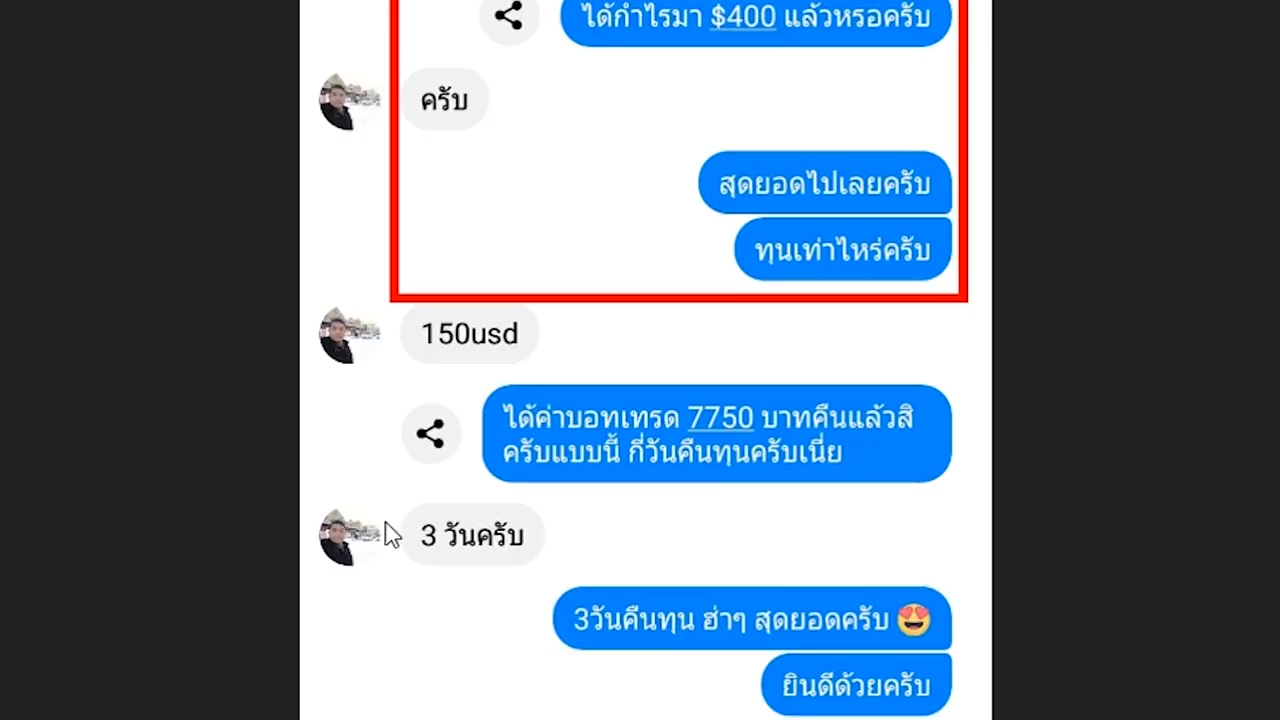 ได้กำไรมา $400 แล้วหรอครับ
ครับ
สุดยอดไปเลยครับ
ทุนเท่าไหร่ครับ
150usd
ได้ค่าบอทเทรด 7750 บาทคืนแล้วสิ
ครับแบบนี้ กี่วันคืนทุนครับเนี่ย
3 วันครับ
3วันคืนทุน ฮ่าๆ สุดยอดครับ 😍
ยินดีด้วยครับ